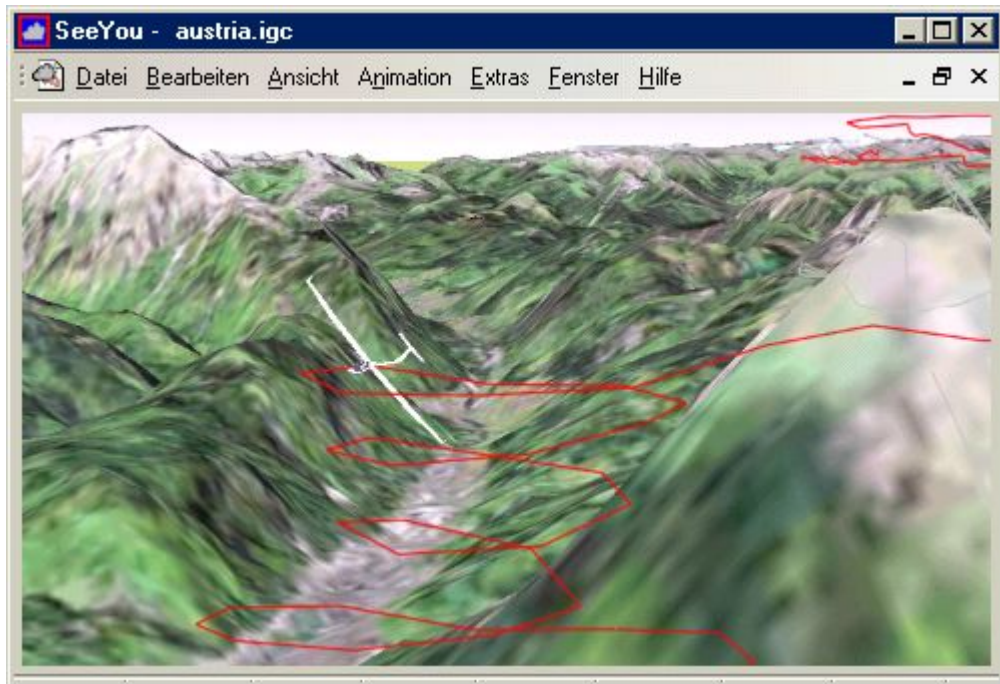 SeeYou - austria.igc
Datei Bearbeiten Ansicht Animation Extras Fenster Hilfe